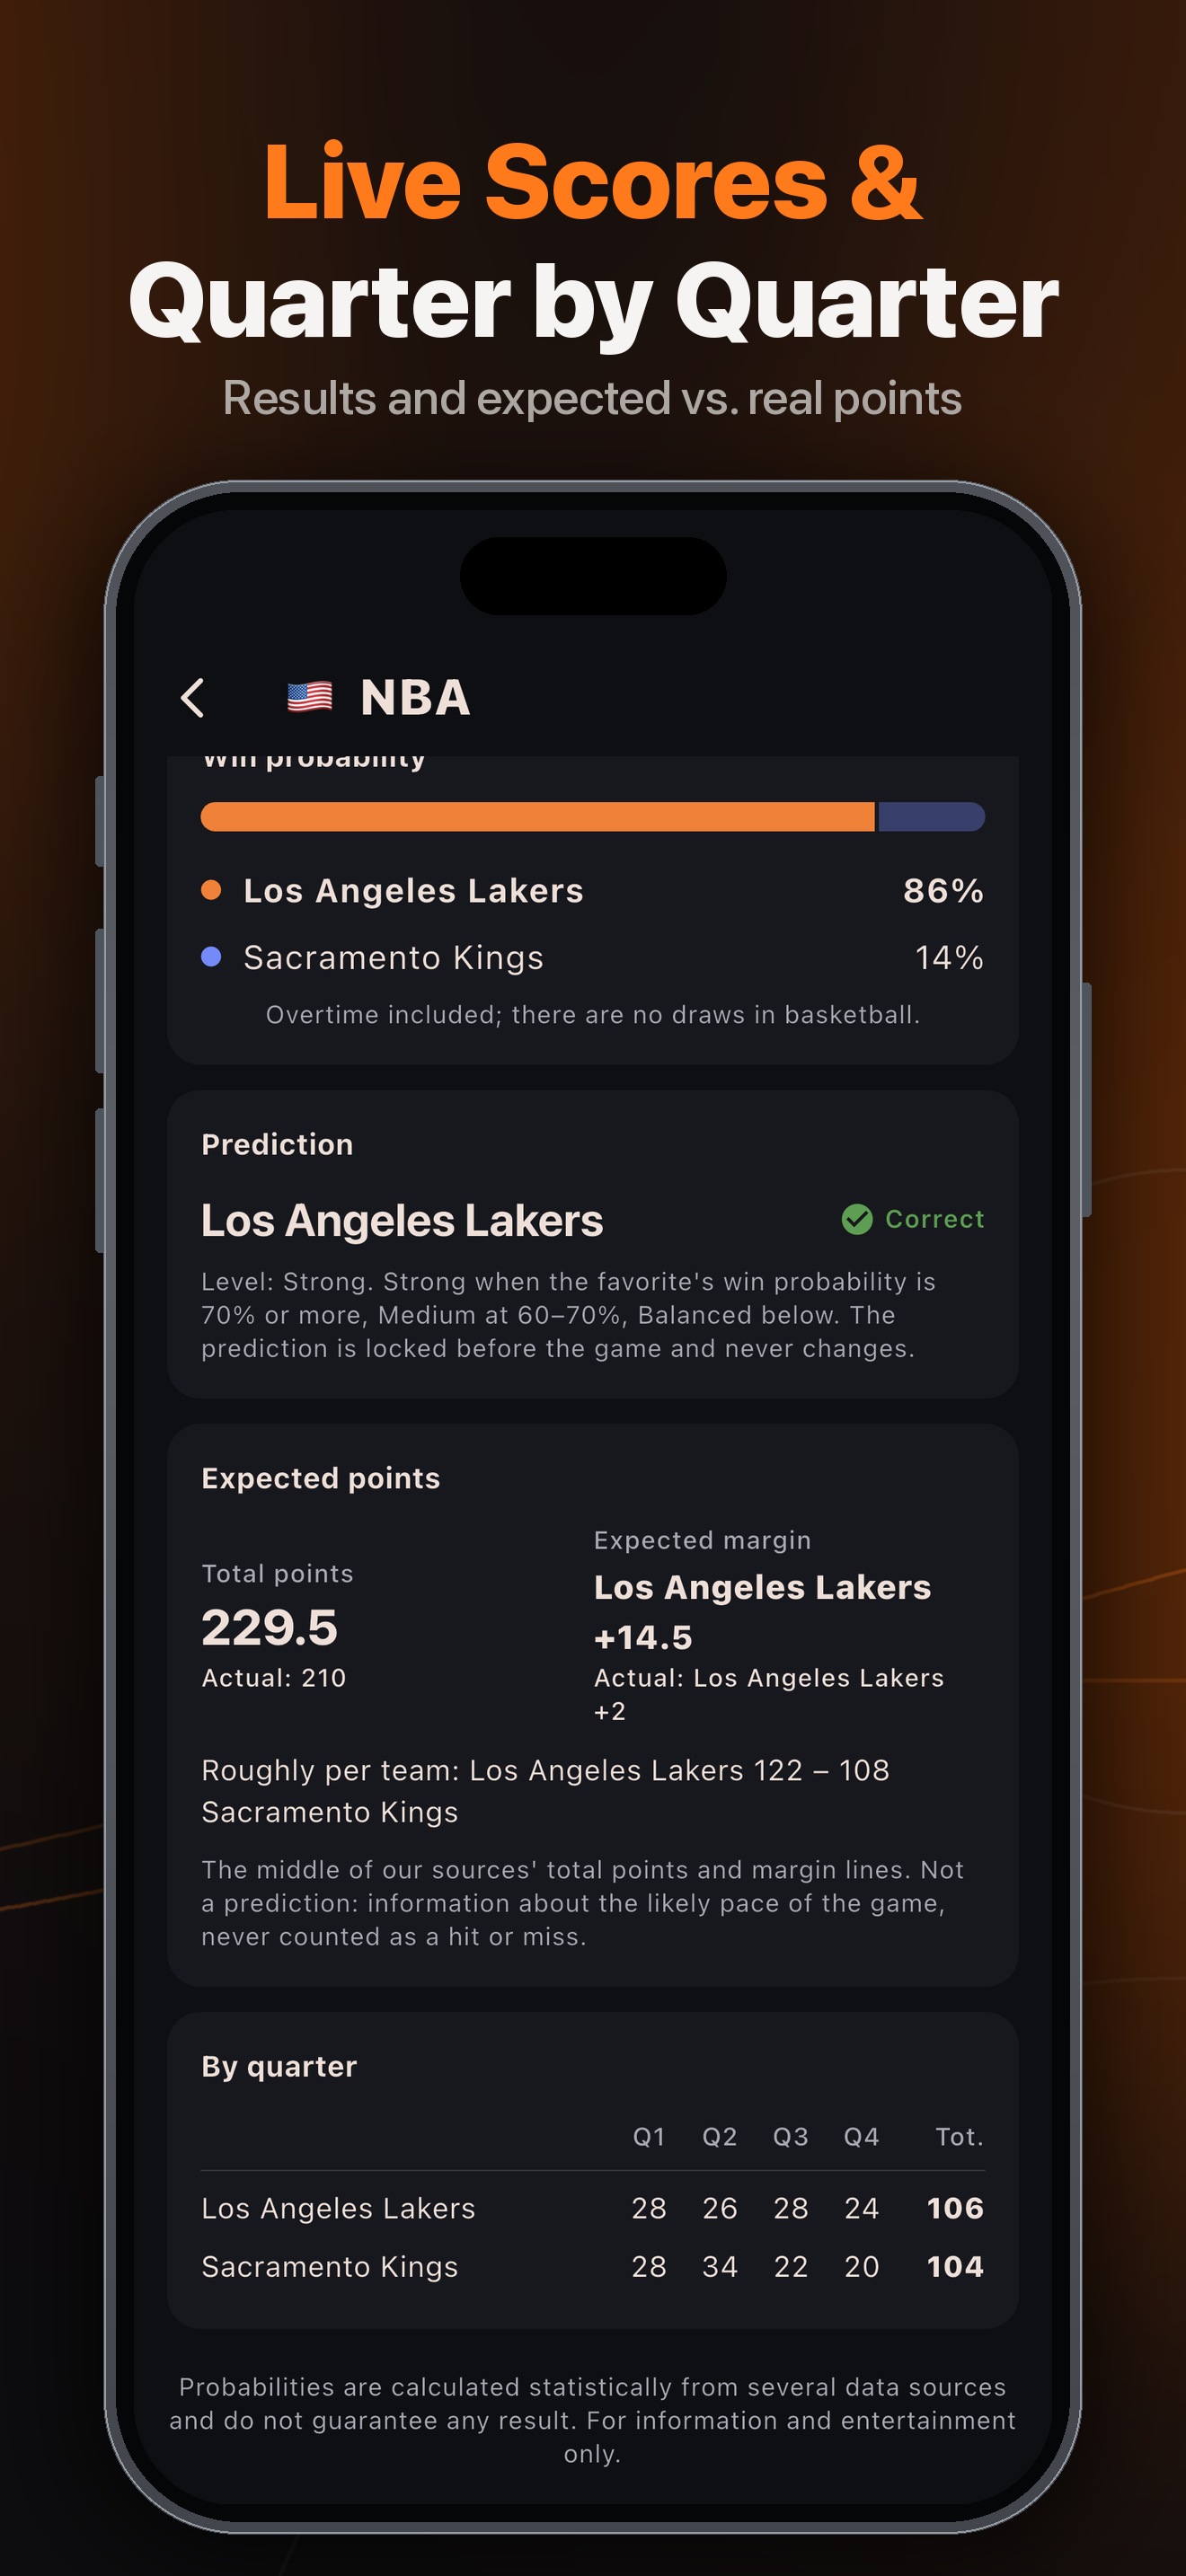 Live Scores &
Quarter by Quarter
Results and expected vs. real points
NBA
Win probability
Los Angeles Lakers 86%
Sacramento Kings 14%
Overtime included; there are no draws in basketball.
Prediction
Los Angeles Lakers Correct
Level: Strong. Strong when the favorite's win probability is
70% or more, Medium at 60–70%, Balanced below. The
prediction is locked before the game and never changes.
Expected points
Total points
229.5
Actual: 210
Expected margin
Los Angeles Lakers
+14.5
Actual: Los Angeles Lakers
+2
Roughly per team: Los Angeles Lakers 122 – 108
Sacramento Kings
The middle of our sources' total points and margin lines. Not
a prediction: information about the likely pace of the game,
never counted as a hit or miss.
By quarter
Q1 Q2 Q3 Q4 Tot.
Los Angeles Lakers 28 26 28 24 106
Sacramento Kings 28 34 22 20 104
Probabilities are calculated statistically from several data sources
and do not guarantee any result. For information and entertainment
only.